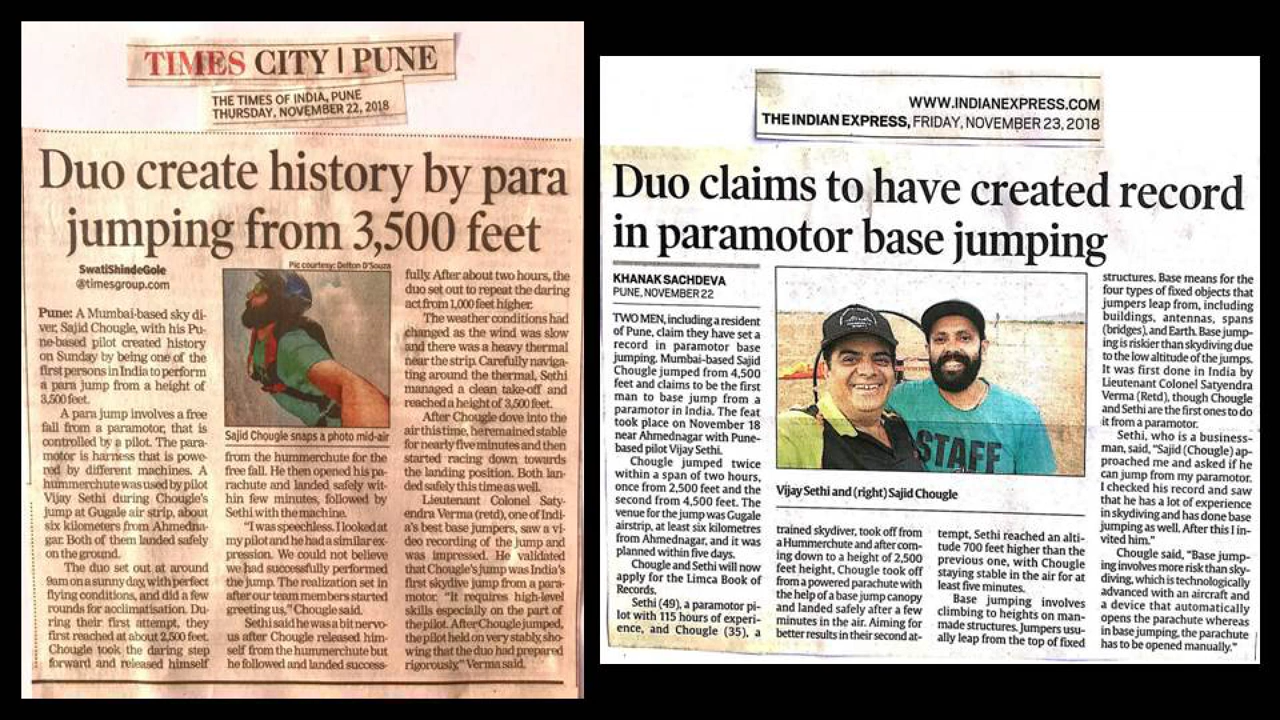 TIMES CITY | PUNE
THE TIMES OF INDIA, PUNE
THURSDAY, NOVEMBER 22, 2018
Duo create history by para
jumping from 3,500 feet
SwatiShindeGole
@timesgroup.com
Pune: A Mumbai-based sky di-
ver, Sajid Chougle, with his Pu-
ne-based pilot created history
on Sunday by being one of the
first persons in India to perform
a para jump from a height of
3,500 feet.
A para jump involves a free
fall from a paramotor, that is
controlled by a pilot. The para-
motor is harness that is powe-
red by different machines. A
hummerchute was used by pilot
Vijay Sethi during Chougle's
jump at Gugale air strip, about
six kilometers from Ahmedna-
gar. Both of them landed safely
on the ground.
The duo set out at around
9am on a sunny day, with perfect
flying conditions, and did a few
rounds for acclimatisation. Du-
ring their first attempt, they
first reached at about 2,500 feet.
Chougle took the daring step
forward and released himself
Pic courtesy: Delton D'Souza
Sajid Chougle snaps a photo mid-air
from the hummerchute for the
free fall. He then opened his pa-
rachute and landed safely wit-
hin few minutes, followed by
Sethi with the machine.
"I was speechless. I looked at
my pilot and he had a similar ex-
pression. We could not believe
we had successfully performed
the jump. The realization set in
after our team members started
greeting us," Chougle said.
Sethi said he was a bit nervo-
us after Chougle released him-
self from the hummerchute but
he followed and landed success-
fully. After about two hours, the
duo set out to repeat the daring
act from 1,000 feet higher.
The weather conditions had
changed as the wind was slow
and there was a heavy thermal
near the strip. Carefully naviga-
ting around the thermal, Sethi
managed a clean take-off and
reached a height of 3,500 feet.
After Chougle dove into the
air this time, he remained stable
for nearly five minutes and then
started racing down towards
the landing position. Both lan-
ded safely this time as well.
Lieutenant Colonel Saty-
endra Verma (retd), one of Indi-
a's best base jumpers, saw a vi-
deo recording of the jump and
was impressed. He validated
that Chougle's jump was India's
first skydive jump from a para-
motor. "It requires high-level
skills especially on the part of
the pilot. After Chougle jumped,
the pilot held on very stably, sho-
wing that the duo had prepared
rigorously," Verma said.
WWW.INDIANEXPRESS.COM
THE INDIAN EXPRESS, FRIDAY, NOVEMBER 23, 2018
Duo claims to have created record
in paramotor base jumping
KHANAK SACHDEVA
PUNE, NOVEMBER 22
TWO MEN, including a resident
of Pune, claim they have set a
record in paramotor base
jumping. Mumbai-based Sajid
Chougle jumped from 4,500
feet and claims to be the first
man to base jump from a
paramotor in India. The feat
took place on November 18
near Ahmednagar with Pune-
based pilot Vijay Sethi.
Chougle jumped twice
within a span of two hours,
once from 2,500 feet and the
second from 4,500 feet. The
venue for the jump was Gugale
airstrip, at least six kilometres
from Ahmednagar, and it was
planned within five days.
Chougle and Sethi will now
apply for the Limca Book of
Records.
Sethi (49), a paramotor pi-
lot with 115 hours of experi-
ence, and Chougle (35), a
STAFF
Vijay Sethi and (right) Sajid Chougle
trained skydiver, took off from
a Hummerchute and after com-
ing down to a height of 2,500
feet height, Chougle took off
from a powered parachute with
the help of a base jump canopy
and landed safely after a few
minutes in the air. Aiming for
better results in their second at-
tempt, Sethi reached an alti-
tude 700 feet higher than the
previous one, with Chougle
staying stable in the air for at
least five minutes.
Base jumping involves
climbing to heights on man-
made structures. Jumpers usu-
ally leap from the top of fixed
structures. Base means for the
four types of fixed objects that
jumpers leap from, including
buildings, antennas, spans
(bridges), and Earth. Base jump-
ing is riskier than skydiving due
to the low altitude of the jumps.
It was first done in India by
Lieutenant Colonel Satyendra
Verma (Retd), though Chougle
and Sethi are the first ones to do
it from a paramotor.
Sethi, who is a business-
man, said, "Sajid (Chougle) ap-
proached me and asked if he
can jump from my paramotor.
I checked his record and saw
that he has a lot of experience
in skydiving and has done base
jumping as well. After this I in-
vited him."
Chougle said, "Base jump-
ing involves more risk than sky-
diving, which is technologically
advanced with an aircraft and
a device that automatically
opens the parachute whereas
in base jumping, the parachute
has to be opened manually."